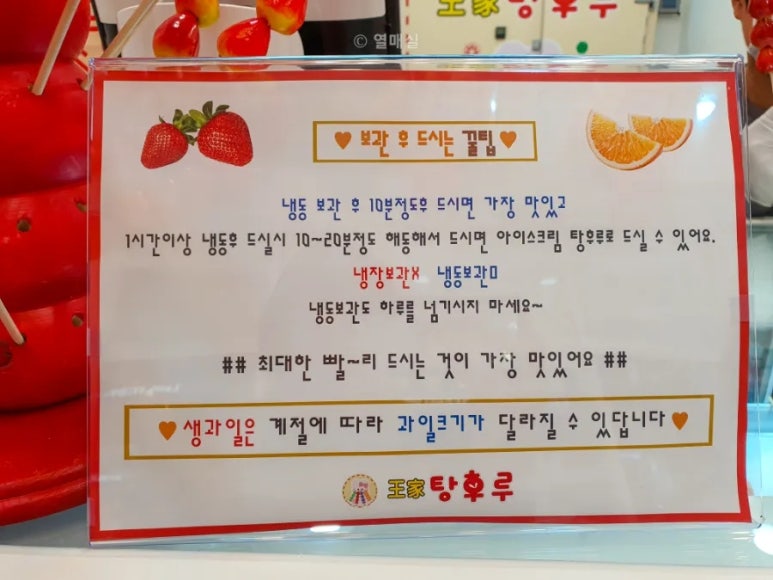 王家 탕후루
© 열매실
♥ 보관 후 드시는 꿀팁 ♥
냉동 보관 후 10분정도후 드시면 가장 맛있고
1시간이상 냉동후 드실시 10~20분정도 해동해서 드시면 아이스크림 탕후루로 드실 수 있어요.
냉장보관X 냉동보관O
냉동보관도 하루를 넘기시지 마세요~
## 최대한 빨~리 드시는 것이 가장 맛있어요 ##
♥ 생과일은 계절에 따라 과일크기가 달라질 수 있답니다 ♥
王家 탕후루